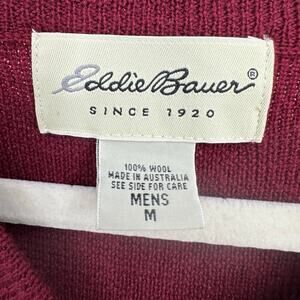 Eddie Bauer®
SINCE 1920
100% WOOL
MADE IN AUSTRALIA
SEE SIDE FOR CARE
MENS
M